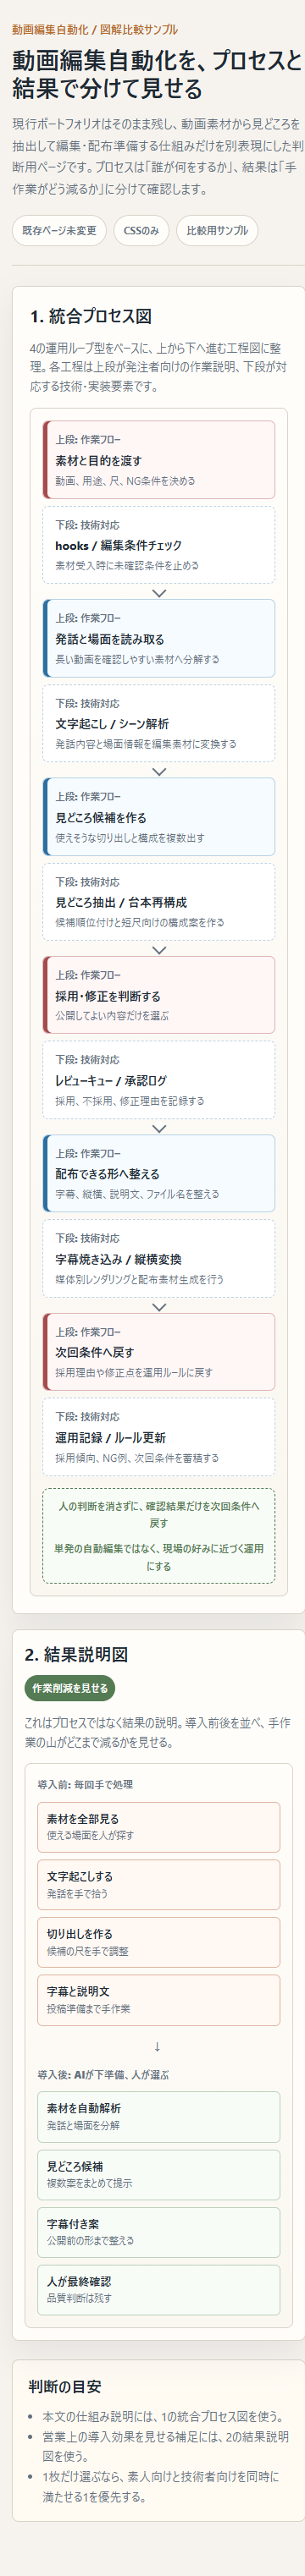 動画編集自動化 / 図解比較サンプル
動画編集自動化を、プロセスと
結果で分けて見せる
現行ポートフォリオはそのまま残し、動画素材から見どころを
抽出して編集・配布準備する仕組みだけを別表現にした判
断用ページです。プロセスは「誰が何をするか」、結果は「手
作業がどう減るか」に分けて確認します。
既存ページ未変更
CSSのみ
比較用サンプル
1. 統合プロセス図
4の運用ループ型をベースに、上から下へ進む工程図に整
理。各工程は上段が発注者向けの作業説明、下段が対
応する技術・実装要素です。
上段: 作業フロー
素材と目的を渡す
動画、用途、尺、NG条件を決める
下段: 技術対応
hooks / 編集条件チェック
素材受入時に未確認条件を止める
上段: 作業フロー
発話と場面を読み取る
長い動画を確認しやすい素材へ分解する
下段: 技術対応
文字起こし / シーン解析
発話内容と場面情報を編集素材に変換する
上段: 作業フロー
見どころ候補を作る
使えそうな切り出しと構成を複数出す
下段: 技術対応
見どころ抽出 / 台本再構成
候補順位付けと短尺向けの構成案を作る
上段: 作業フロー
採用・修正を判断する
公開してよい内容だけを選ぶ
下段: 技術対応
レビューキュー / 承認ログ
採用、不採用、修正理由を記録する
上段: 作業フロー
配布できる形へ整える
字幕、縦横、説明文、ファイル名を整える
下段: 技術対応
字幕焼き込み / 縦横変換
媒体別レンダリングと配布素材生成を行う
上段: 作業フロー
次回条件へ戻す
採用理由や修正点を運用ルールに戻す
下段: 技術対応
運用記録 / ルール更新
採用傾向、NG例、次回条件を蓄積する
人の判断を消さずに、確認結果だけを次回条件へ
戻す
単発の自動編集ではなく、現場の好みに近づく運用
にする
2. 結果説明図
作業削減を見せる
これはプロセスではなく結果の説明。導入前後を並べ、手作
業の山がどこまで減るかを見せる。
導入前: 毎回手で処理
素材を全部見る
使える場面を人が探す
文字起こしする
発話を手で拾う
切り出しを作る
候補の尺を手で調整
字幕と説明文
投稿準備まで手作業
↓
導入後: AIが下準備、人が選ぶ
素材を自動解析
発話と場面を分解
見どころ候補
複数案をまとめて提示
字幕付き案
公開前の形まで整える
人が最終確認
品質判断は残す
判断の目安
• 本文の仕組み説明には、1の統合プロセス図を使う。
• 営業上の導入効果を見せる補足には、2の結果説明
図を使う。
• 1枚だけ選ぶなら、素人向けと技術者向けを同時に
満たせる1を優先する。